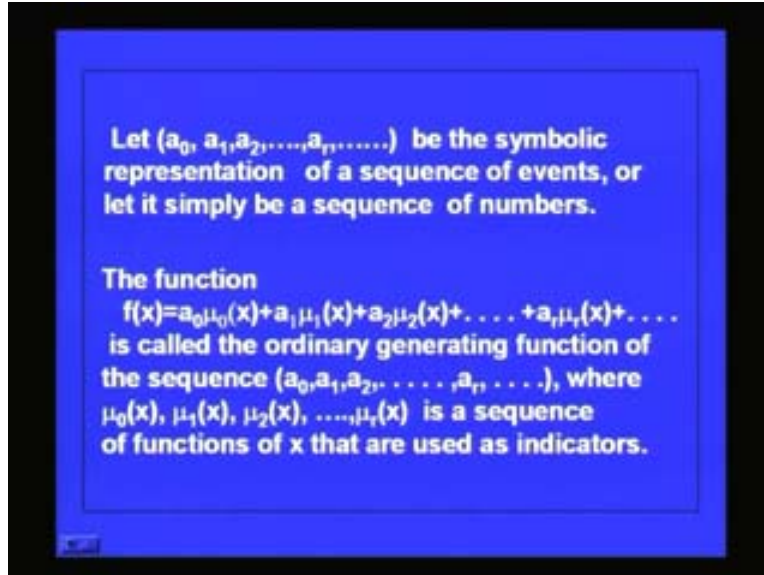 Let (a₀, a₁,a₂,....,aᵣ,......) be the symbolic
representation of a sequence of events, or
let it simply be a sequence of numbers.
The function
f(x)=a₀μ₀(x)+a₁μ₁(x)+a₂μ₂(x)+. . . . +aᵣμᵣ(x)+. . . .
is called the ordinary generating function of
the sequence (a₀,a₁,a₂,. . . . . ,aᵣ, . . . .), where
μ₀(x), μ₁(x), μ₂(x), ....,μᵣ(x) is a sequence
of functions of x that are used as indicators.